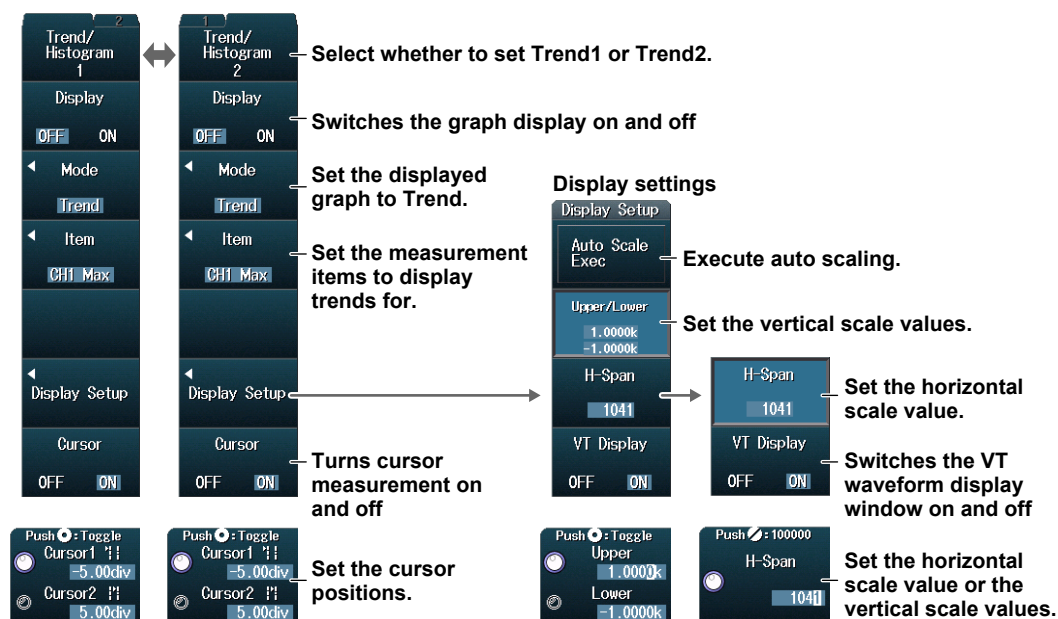 2
Trend/
Histogram
1
Display
OFF ON
Mode
Trend
Item
CH1 Max
Display Setup
Cursor
OFF ON
Push : Toggle
Cursor1
-5.00div
Cursor2
5.00div
1
Trend/
Histogram
2
Display
OFF ON
Mode
Trend
Item
CH1 Max
Display Setup
Cursor
OFF ON
Push : Toggle
Cursor1
-5.00div
Cursor2
5.00div
Select whether to set Trend1 or Trend2.
Switches the graph display on and off
Set the displayed
graph to Trend.
Set the measurement
items to display
trends for.
Turns cursor
measurement on
and off
Set the cursor
positions.
Display settings
Display Setup
Auto Scale
Exec
Upper/Lower
1.0000k
-1.0000k
H-Span
1041
VT Display
OFF ON
Push : Toggle
Upper
1.0000k
Lower
-1.0000k
Execute auto scaling.
Set the vertical scale values.
H-Span
1041
VT Display
OFF ON
Push : 100000
H-Span
1041
Set the horizontal
scale value.
Switches the VT
waveform display
window on and off
Set the horizontal
scale value or the
vertical scale values.